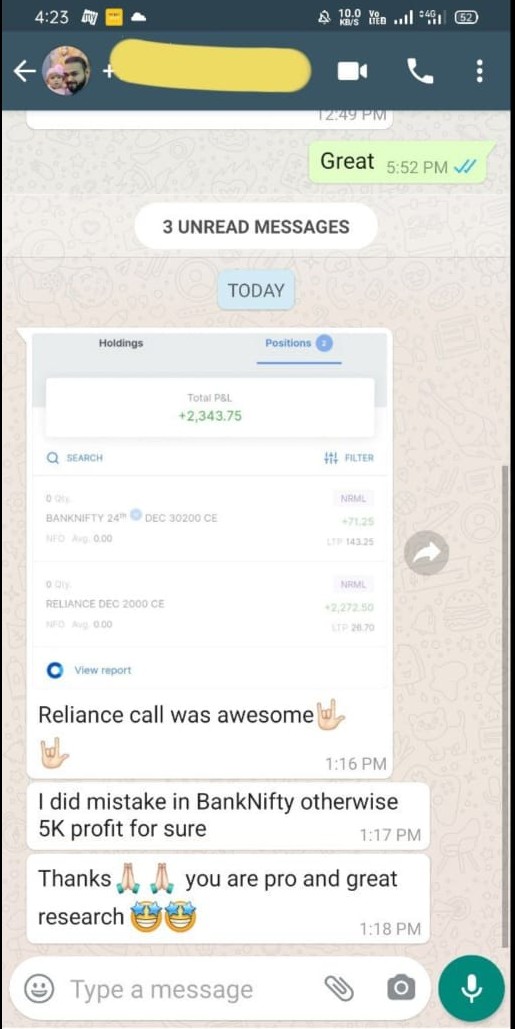 4:23
10.0
KB/S
Vo
LTE
4G
52
+
12:49 PM
Great 5:52 PM
3 UNREAD MESSAGES
TODAY
Holdings Positions 2
Total P&L
+2,343.75
SEARCH FILTER
0 Qty. NRML
BANKNIFTY 24TH DEC 30200 CE +71.25
NFO Avg. 0.00 LTP 143.25
0 Qty. NRML
RELIANCE DEC 2000 CE +2,272.50
NFO Avg. 0.00 LTP 26.70
View report
Reliance call was awesome🤟🏻
🤟🏻
1:16 PM
I did mistake in BankNifty otherwise
5K profit for sure 1:17 PM
Thanks🙏🏻 🙏🏻 you are pro and great
research🤩🤩
1:18 PM
Type a message